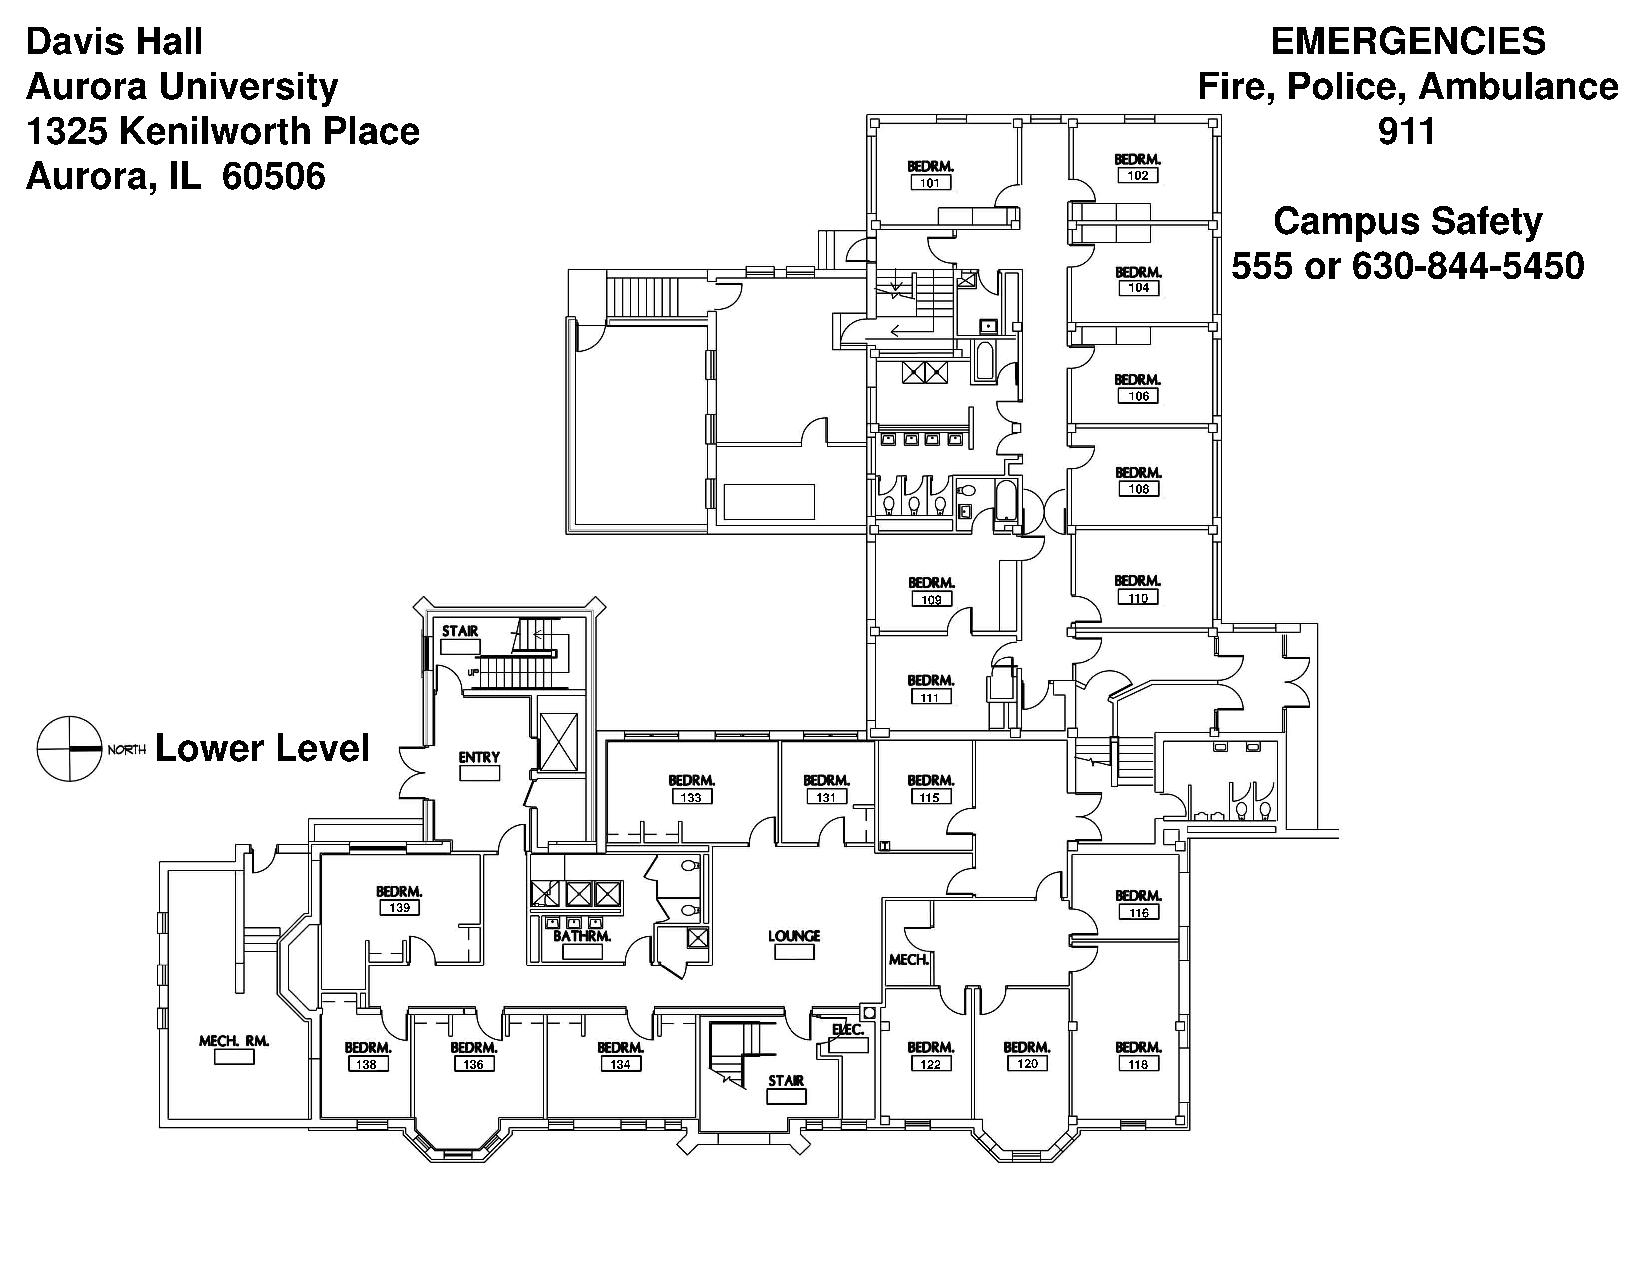 Davis Hall
Aurora University
1325 Kenilworth Place
Aurora, IL  60506
EMERGENCIES
Fire, Police, Ambulance
911
Campus Safety
555 or 630-844-5450
BEDRM.
101
BEDRM.
102
BEDRM.
104
BEDRM.
106
BEDRM.
108
BEDRM.
109
BEDRM.
110
STAIR
UP
BEDRM.
111
NORTH
Lower Level
ENTRY
BEDRM.
133
BEDRM.
131
BEDRM.
115
BEDRM.
139
BEDRM.
116
BATHRM.
LOUNGE
MECH.
MECH. RM.
BEDRM.
138
BEDRM.
136
BEDRM.
134
ELEC.
STAIR
BEDRM.
122
BEDRM.
120
BEDRM.
118